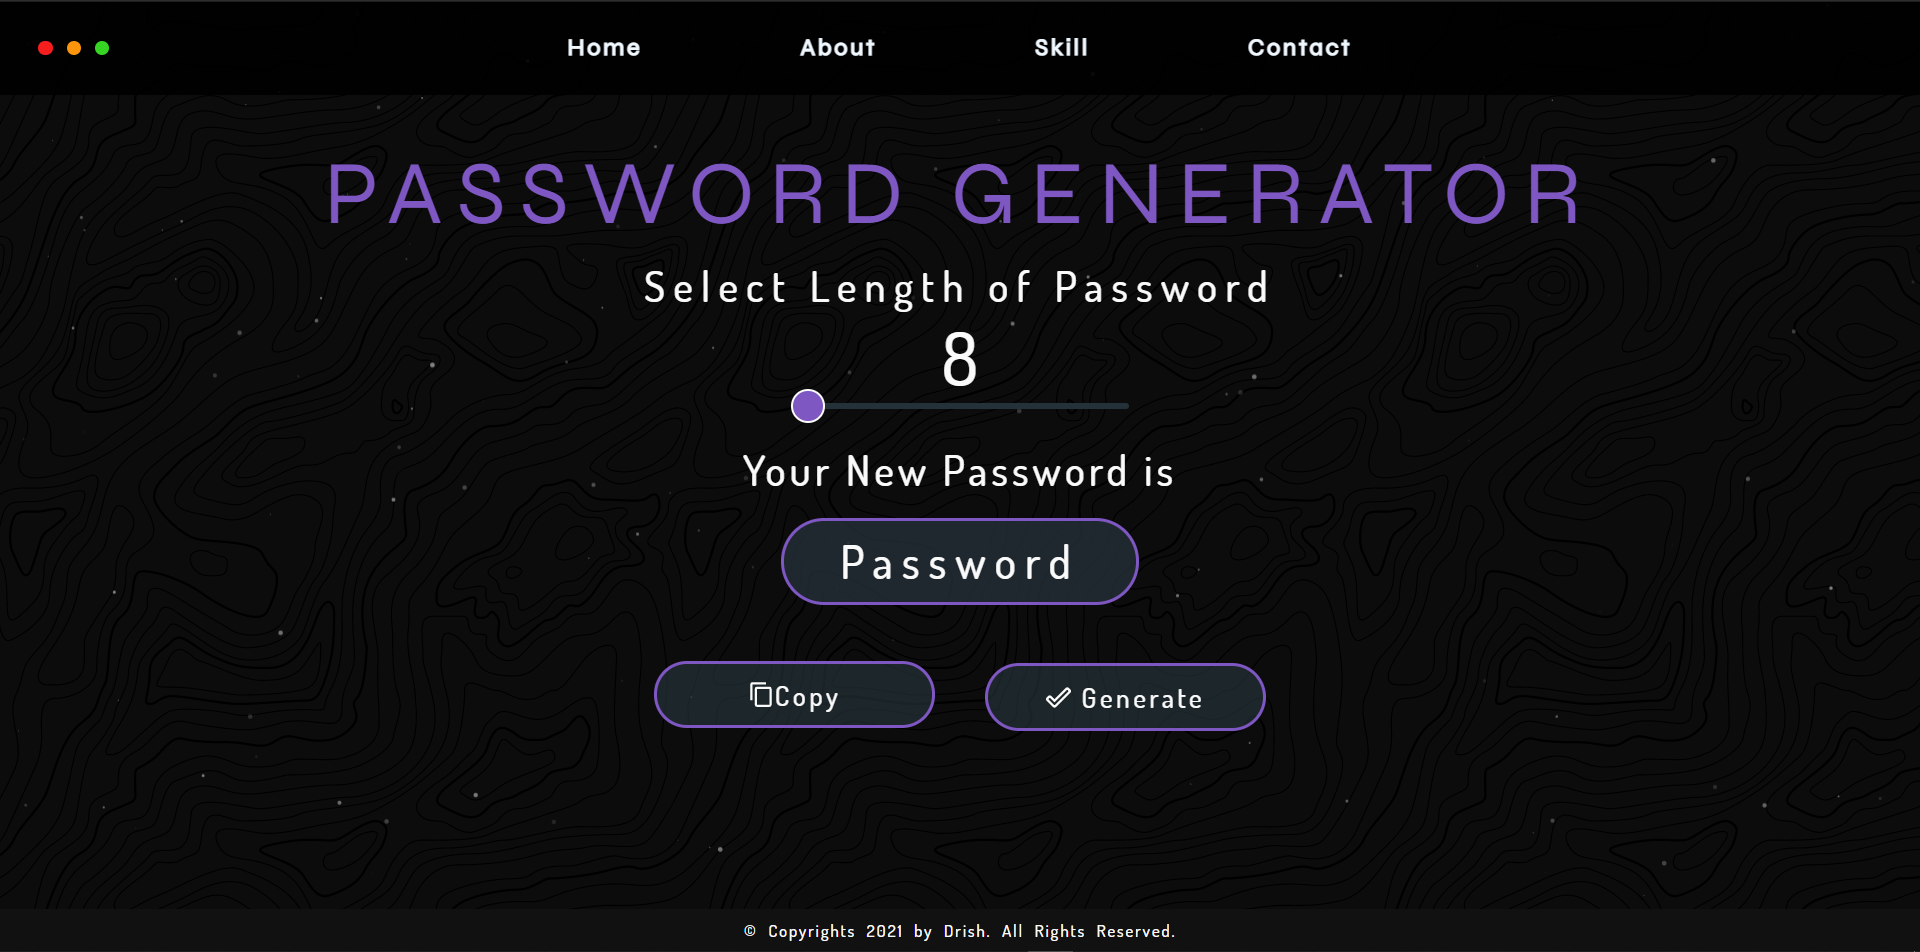 Home About Skill Contact
PASSWORD GENERATOR
Select Length of Password
8
Your New Password is
Password
Copy Generate
© Copyrights 2021 by Drish. All Rights Reserved.